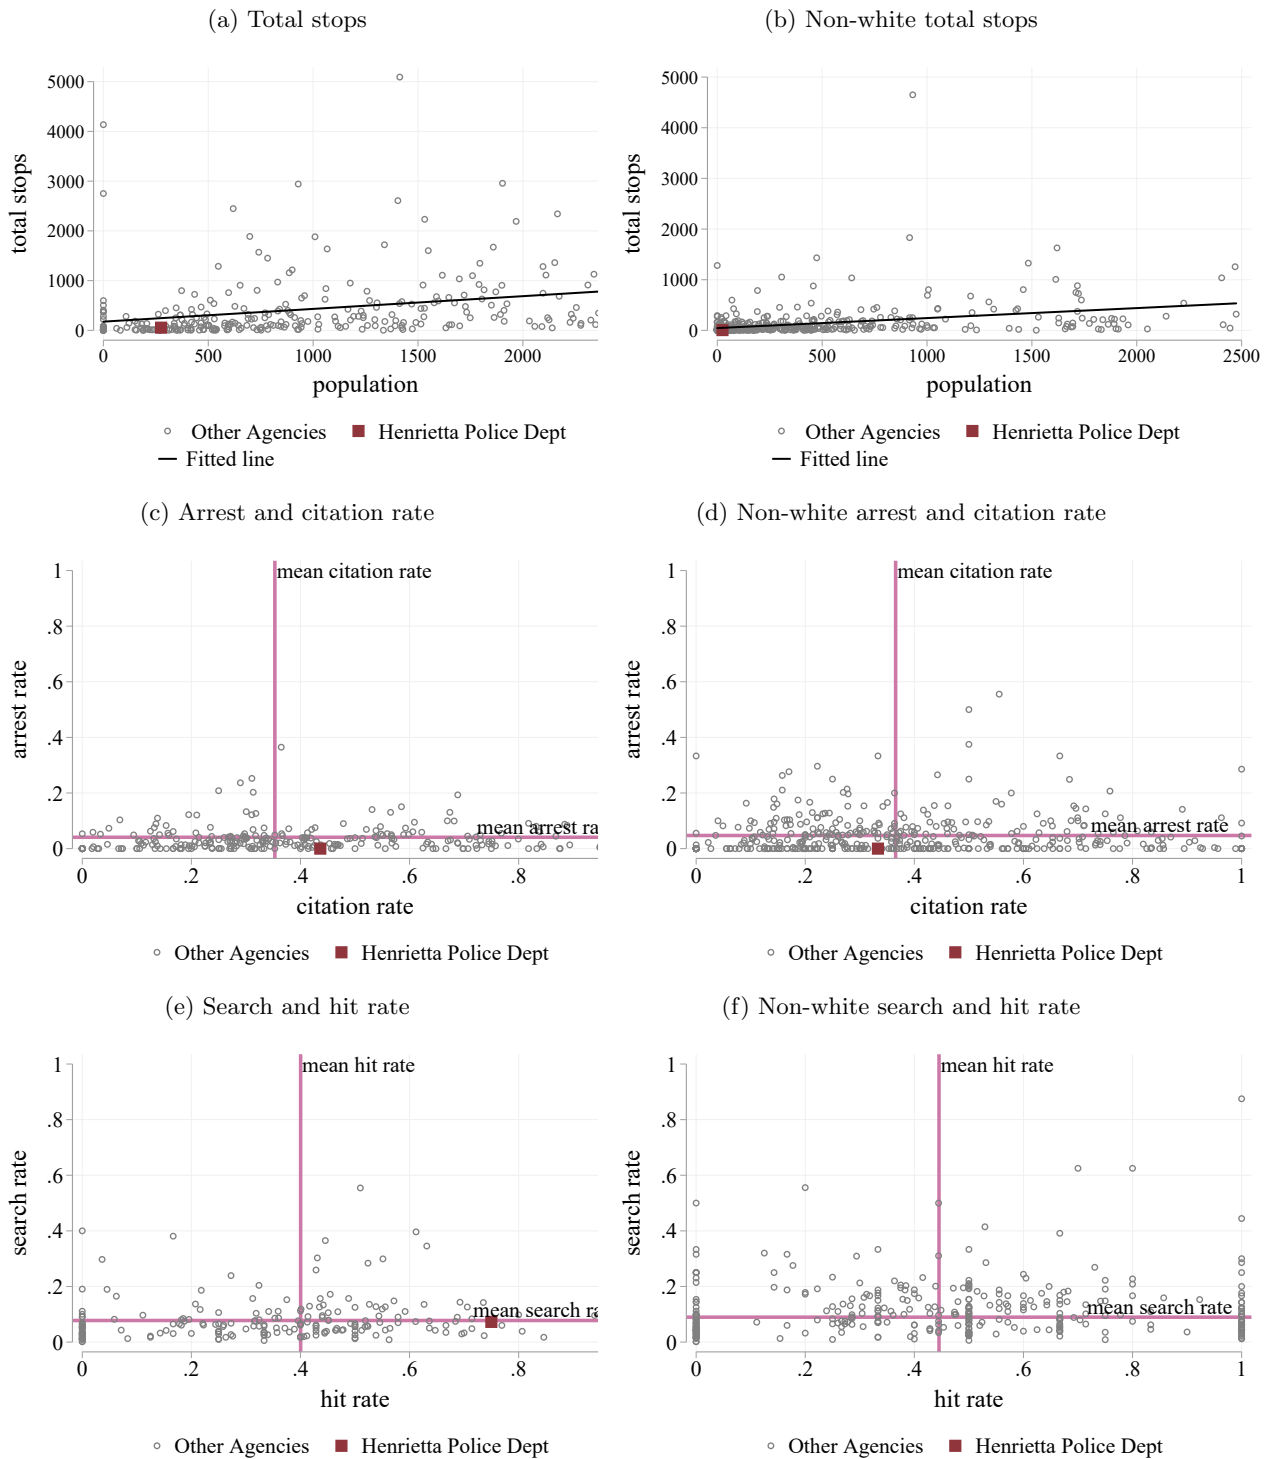 (a) Total stops
(b) Non-white total stops
total stops
5000
4000
3000
2000
1000
0
0 500 1000 1500 2000
population
Other Agencies Henrietta Police Dept
Fitted line
total stops
5000
4000
3000
2000
1000
0
0 500 1000 1500 2000 2500
population
Other Agencies Henrietta Police Dept
Fitted line
(c) Arrest and citation rate
(d) Non-white arrest and citation rate
arrest rate
1
.8
.6
.4
.2
0
mean citation rate
mean arrest ra
0 .2 .4 .6 .8
citation rate
Other Agencies Henrietta Police Dept
arrest rate
1
.8
.6
.4
.2
0
mean citation rate
mean arrest rate
0 .2 .4 .6 .8 1
citation rate
Other Agencies Henrietta Police Dept
(e) Search and hit rate
(f) Non-white search and hit rate
search rate
1
.8
.6
.4
.2
0
mean hit rate
mean search ra
0 .2 .4 .6 .8
hit rate
Other Agencies Henrietta Police Dept
search rate
1
.8
.6
.4
.2
0
mean hit rate
mean search rate
0 .2 .4 .6 .8 1
hit rate
Other Agencies Henrietta Police Dept